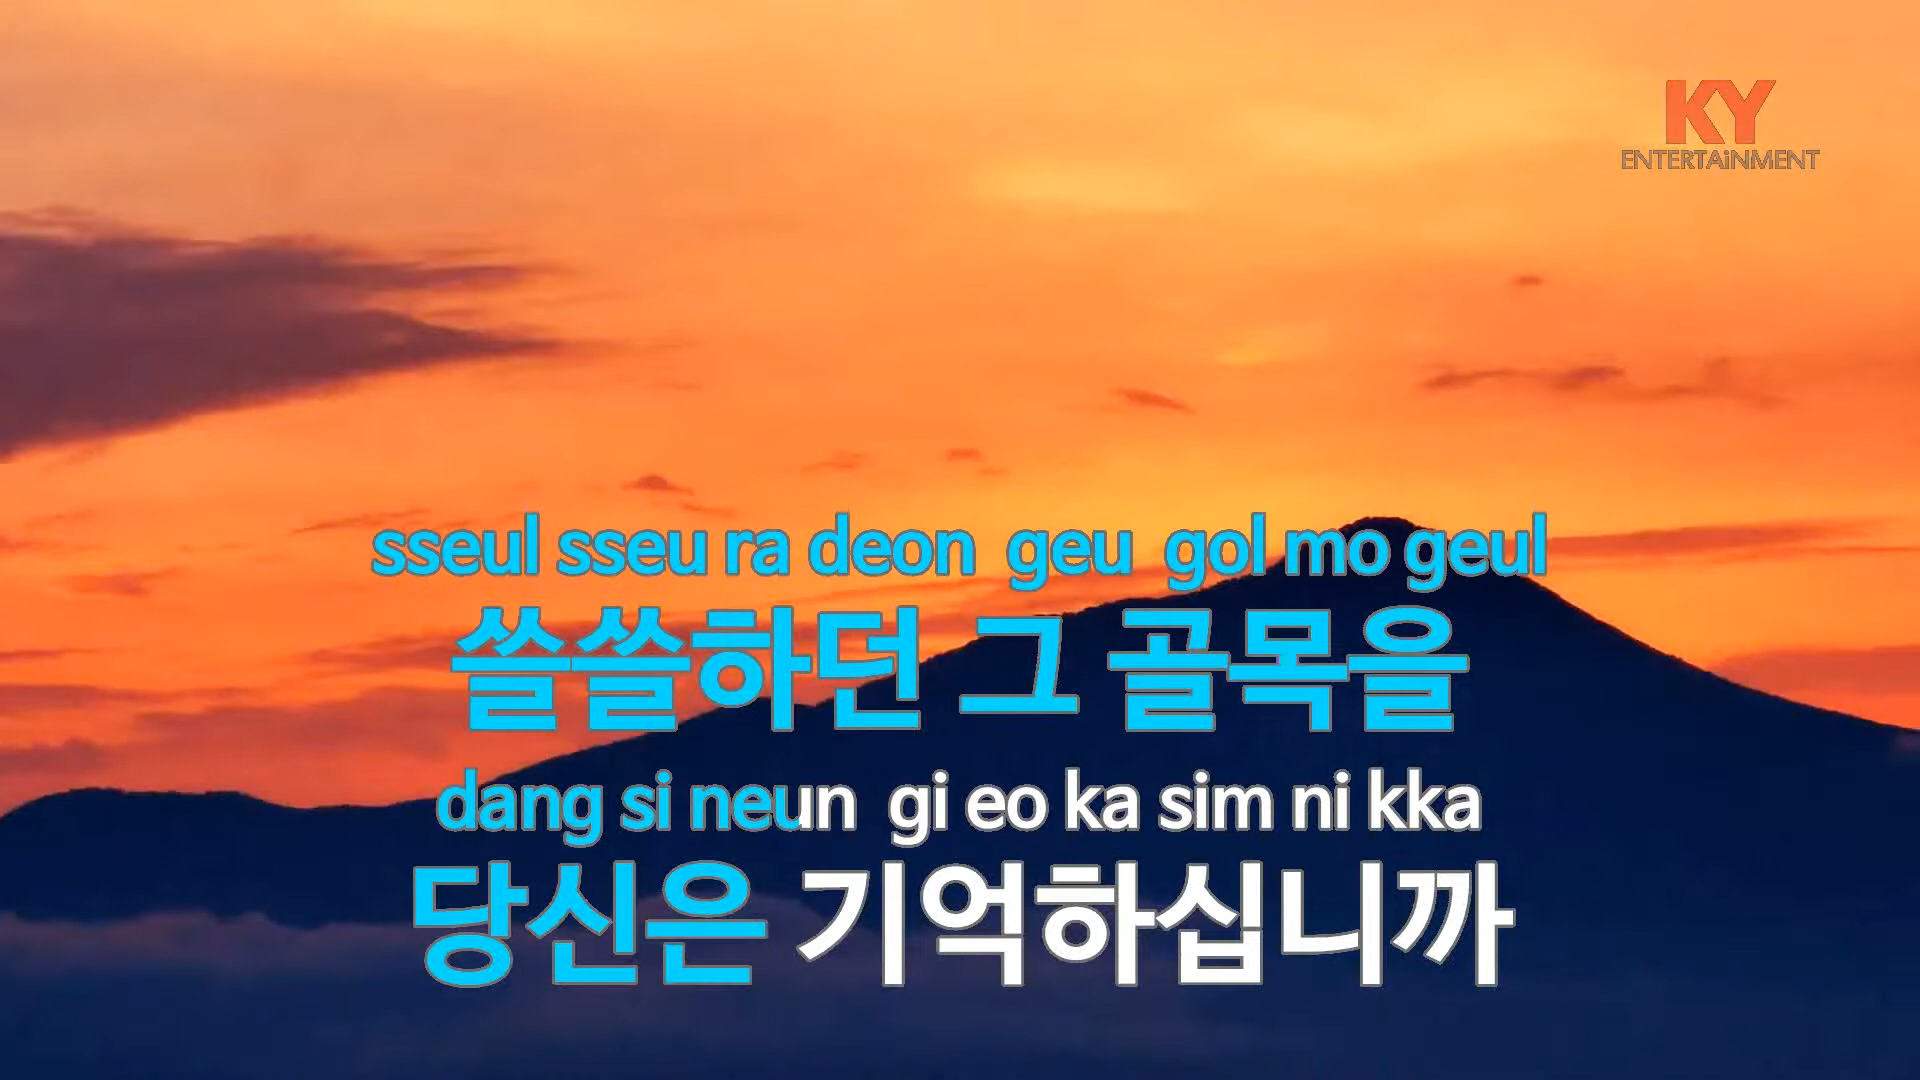 KY
ENTERTAiNMENT
sseul sseu ra deon geu gol mo geul
쓸쓸하던 그 골목을
dang si neun gi eo ka sim ni kka
당신은 기억하십니까